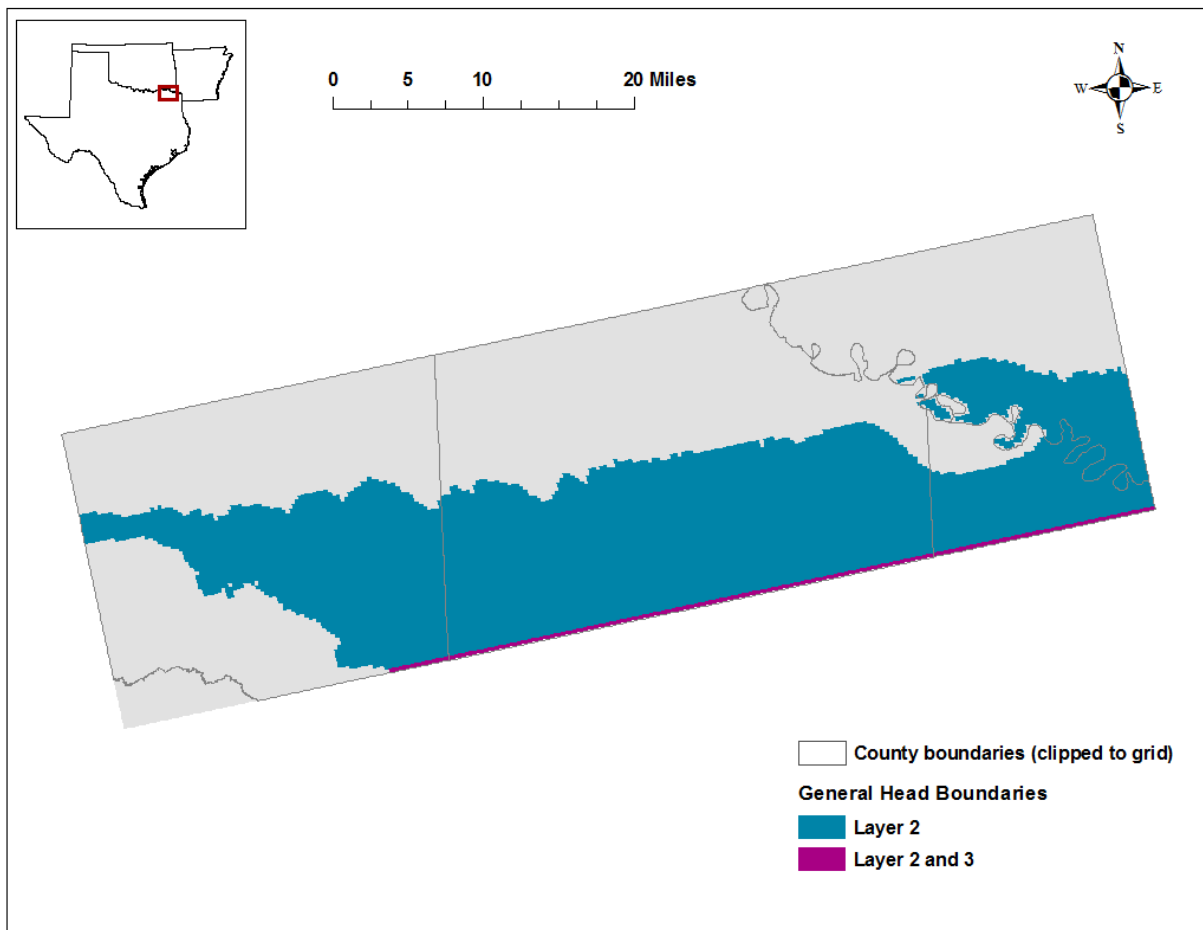 0 5 10 20 Miles
N
W E
S
County boundaries (clipped to grid)
General Head Boundaries
Layer 2
Layer 2 and 3